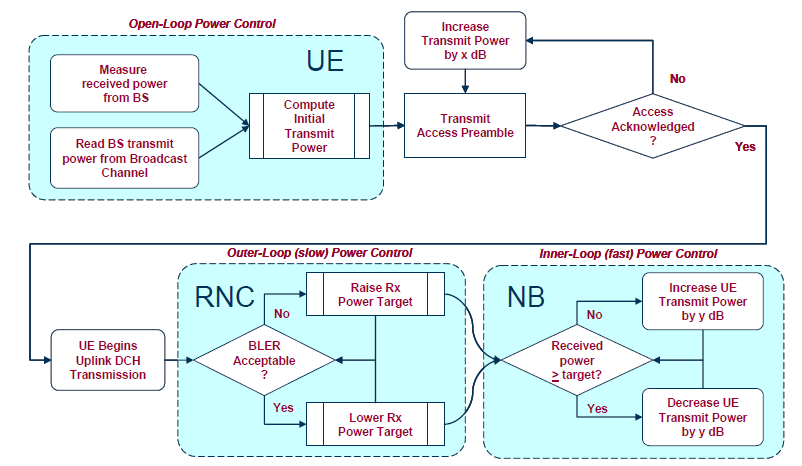 Open-Loop Power Control
UE
Measure
received power
from BS
Read BS transmit
power from Broadcast
Channel
Compute
Initial
Transmit
Power
Increase
Transmit Power
by x dB
Transmit
Access Preamble
Access
Acknowledged
?
No
Yes
Outer-Loop (slow) Power Control
RNC
UE Begins
Uplink DCH
Transmission
BLER
Acceptable
?
No
Yes
Raise Rx
Power Target
Lower Rx
Power Target
Inner-Loop (fast) Power Control
NB
Received
power
≥ target?
No
Yes
Increase UE
Transmit Power
by y dB
Decrease UE
Transmit Power
by y dB